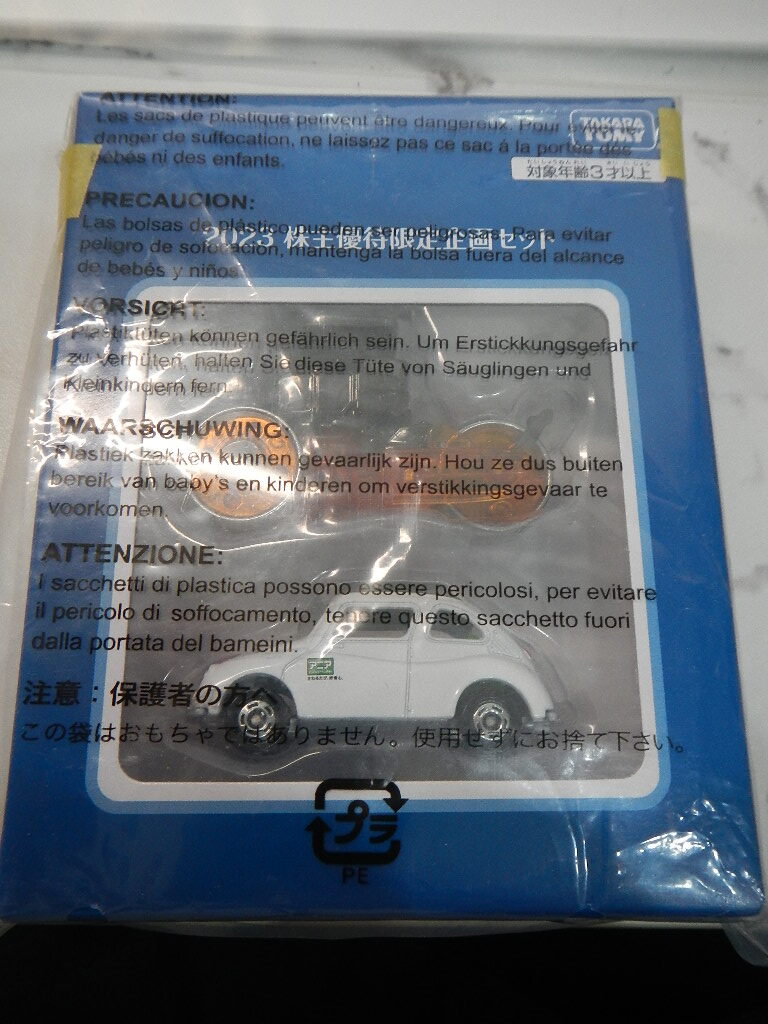 ATTENTION:
Les sacs de plastique peuvent être dangereux. Pour éviter le
danger de suffocation, ne laissez pas ce sac á la portée des
bébés ni des enfants.
TAKARA
TOMY
対象年齢3才以上
PRECAUCION:
Las bolsas de plástico pueden ser peligrosas. Para evitar
peligro de sofocación, mantenga la bolsa fuera del alcance
de bebés y niños
2023 株主優待限定企画セット
VORSICHT:
Plastiktüten können gefährlich sein. Um Erstickkungsgefahr
zu verhüten, halten Sie diese Tüte von Säuglingen und
Kleinkindern fern.
WAARSCHUWING:
Plastiek zakken kunnen gevaarlijk zijn. Hou ze dus buiten
bereik van baby's en kinderen om verstikkingsgevaar te
voorkomen.
ATTENZIONE:
I sacchetti di plastica possono essere pericolosi, per evitare
il pericolo di soffocamento, tenere questo sacchetto fuori
dalla portata del bameini.
アニア
注意：保護者の方へ
この袋はおもちゃではありません。使用せずにお捨て下さい。
プラ
PE